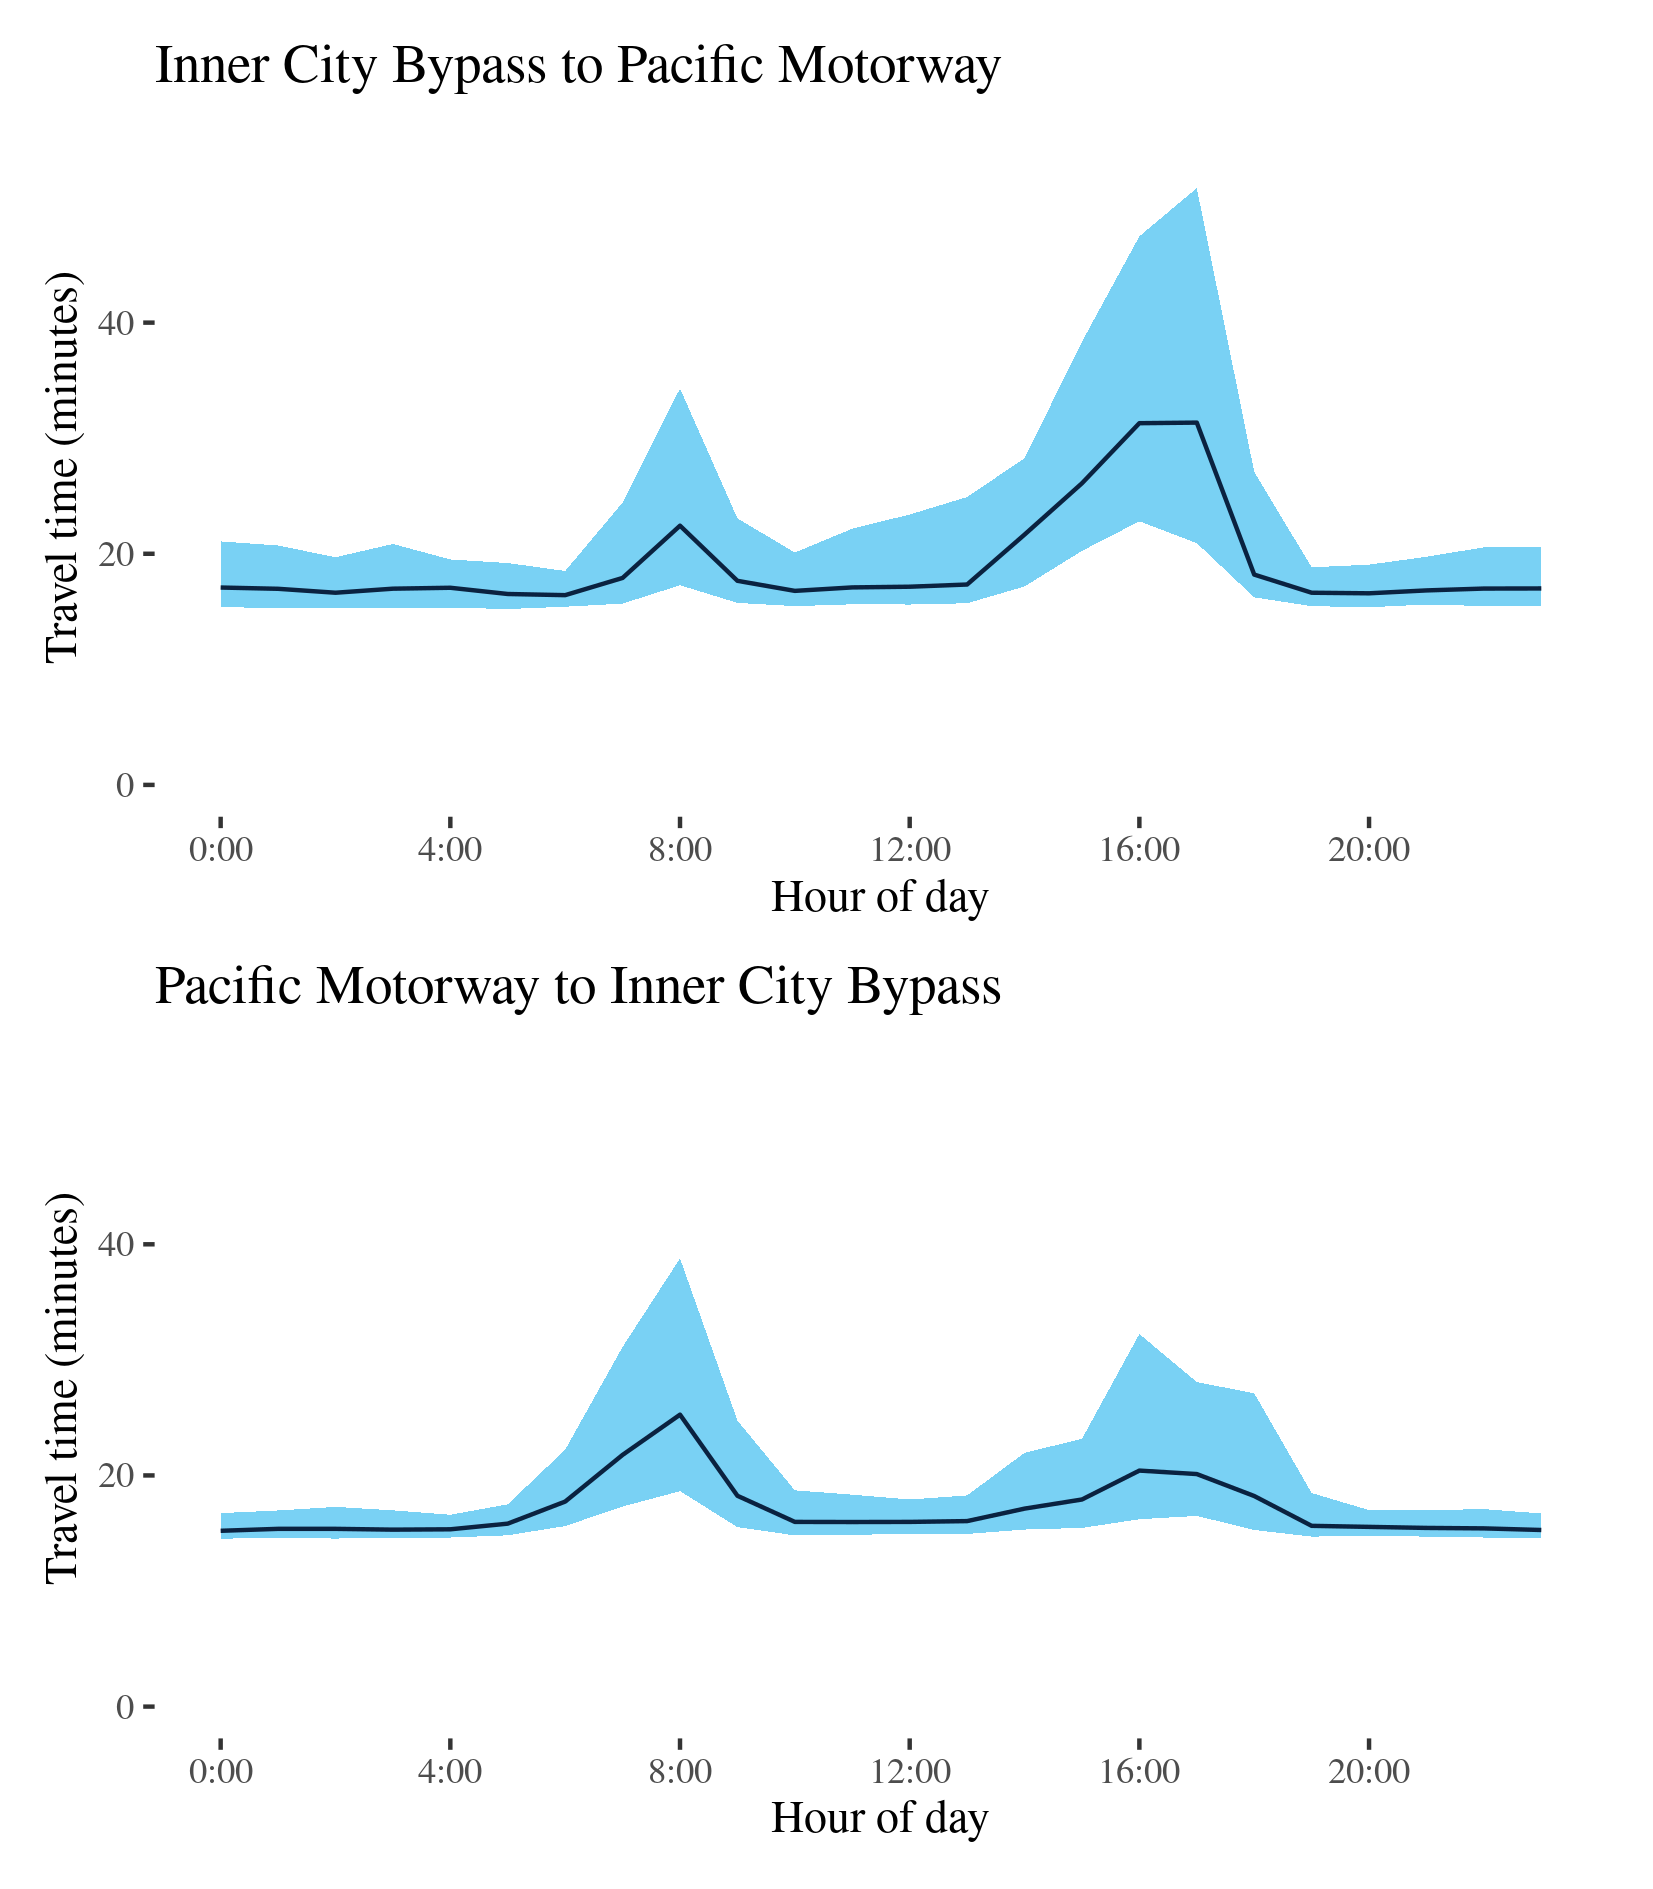 Inner City Bypass to Pacific Motorway
Travel time (minutes)
40
20
0
0:00 4:00 8:00 12:00 16:00 20:00
Hour of day
Pacific Motorway to Inner City Bypass
Travel time (minutes)
40
20
0
0:00 4:00 8:00 12:00 16:00 20:00
Hour of day